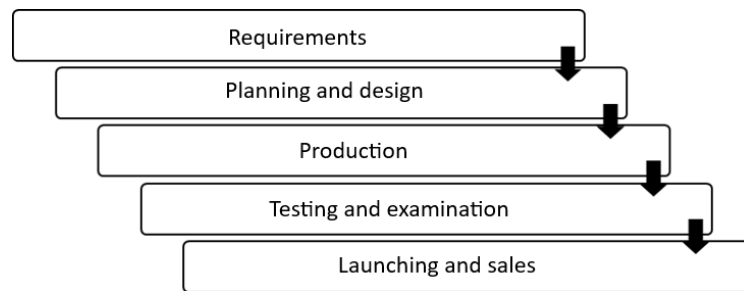 Requirements
Planning and design
Production
Testing and examination
Launching and sales